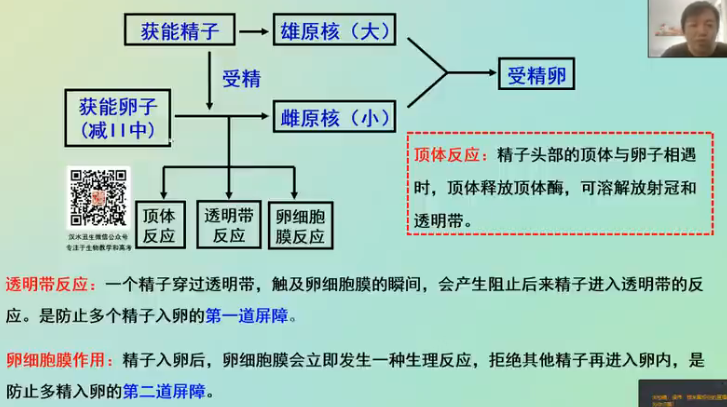 获能精子
雄原核（大）
受精
受精卵
获能卵子
(减II中)
雌原核（小）
顶体反应：精子头部的顶体与卵子相遇
时，顶体释放顶体酶，可溶解放射冠和
透明带。
汉水丑生微信公众号
专注于生物教学和高考
顶体
反应
透明带
反应
卵细胞
膜反应
透明带反应：一个精子穿过透明带，触及卵细胞膜的瞬间，会产生阻止后来精子进入透明带的反
应。是防止多个精子入卵的第一道屏障。
卵细胞膜作用：精子入卵后，卵细胞膜会立即发生一种生理反应，拒绝其他精子再进入卵内，是
防止多精入卵的第二道屏障。